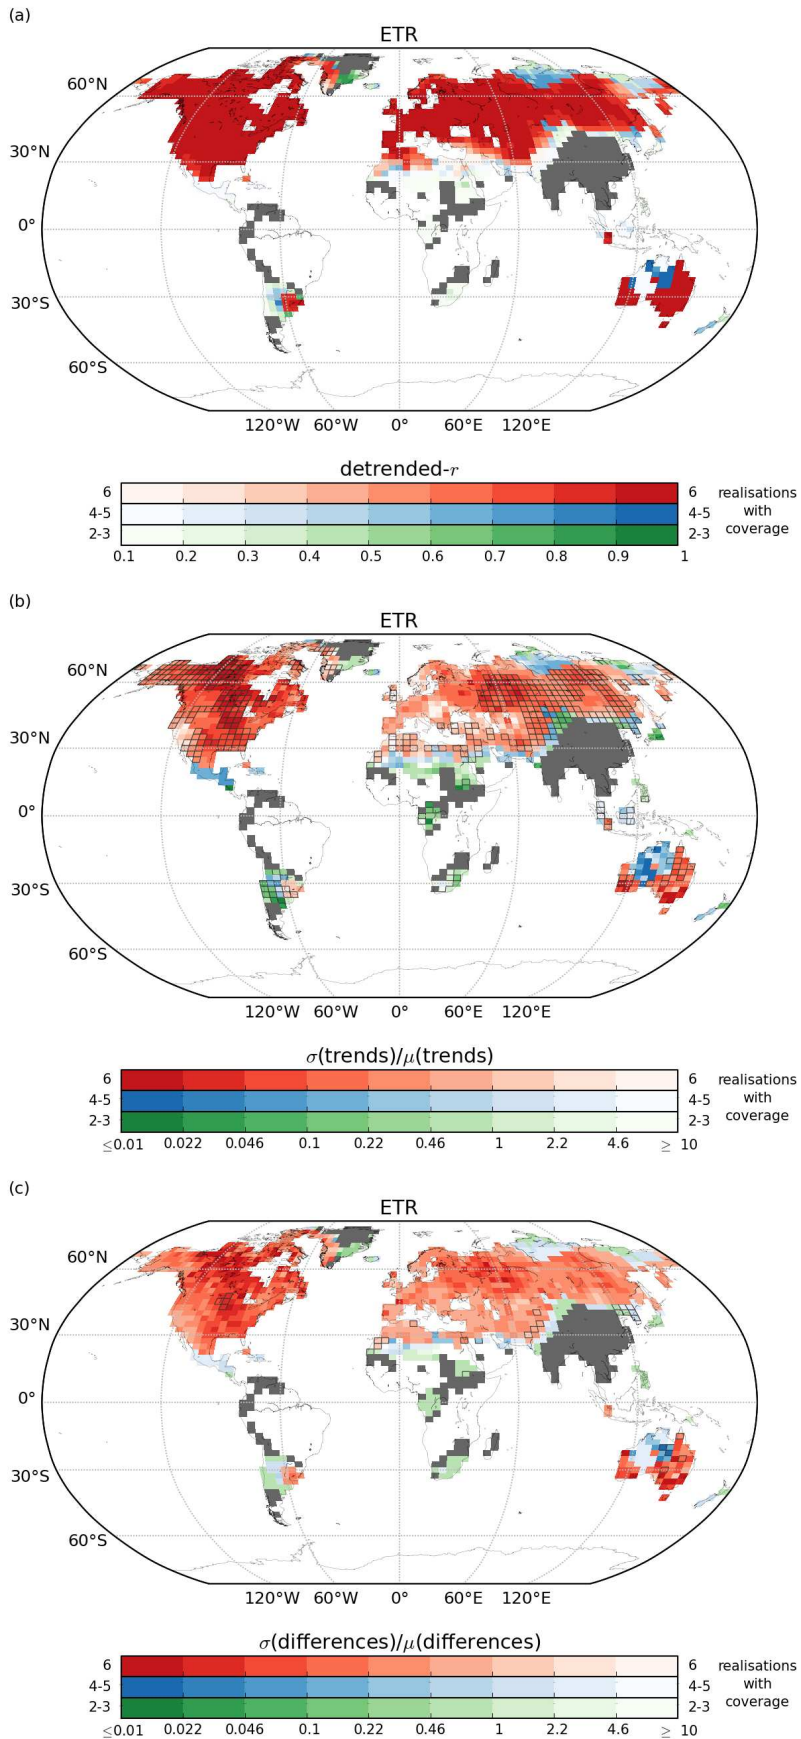 (a)
ETR
60°N
30°N
0°
30°S
60°S
120°W 60°W 0° 60°E 120°E
detrended-r
6 6 realisations
4-5 4-5 with
2-3 2-3 coverage
0.1 0.2 0.3 0.4 0.5 0.6 0.7 0.8 0.9 1
(b)
ETR
60°N
30°N
0°
30°S
60°S
120°W 60°W 0° 60°E 120°E
σ(trends)/μ(trends)
6 6 realisations
4-5 4-5 with
2-3 2-3 coverage
≤0.01 0.022 0.046 0.1 0.22 0.46 1 2.2 4.6 ≥ 10
(c)
ETR
60°N
30°N
0°
30°S
60°S
120°W 60°W 0° 60°E 120°E
σ(differences)/μ(differences)
6 6 realisations
4-5 4-5 with
2-3 2-3 coverage
≤0.01 0.022 0.046 0.1 0.22 0.46 1 2.2 4.6 ≥ 10